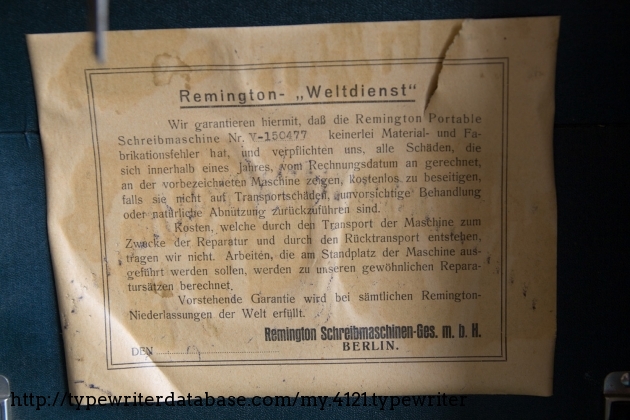 Remington- „Weltdienst“
Wir garantieren hiermit, daß die Remington Portable
Schreibmaschine Nr. V-150477 keinerlei Material- und Fa-
brikationsfehler hat, und verpflichten uns, alle Schäden, die
sich innerhalb eines Jahres, vom Rechnungsdatum an gerechnet,
an der vorbezeichneten Maschine zeigen, kostenlos zu beseitigen,
falls sie nicht auf Transportschäden, unvorsichtige Behandlung
oder natürliche Abnutzung zurückzuführen sind.
Kosten, welche durch den Transport der Maschine zum
Zwecke der Reparatur und durch den Rücktransport entstehen,
tragen wir nicht. Arbeiten, die am Standplatz der Maschine aus-
geführt werden sollen, werden zu unseren gewöhnlichen Repara-
tursätzen berechnet.
Vorstehende Garantie wird bei sämtlichen Remington-
Niederlassungen der Welt erfüllt.
Remington Schreibmaschinen-Ges. m. b. H.
DEN BERLIN.
http://typewriterdatabase.com/my.4121.typewriter